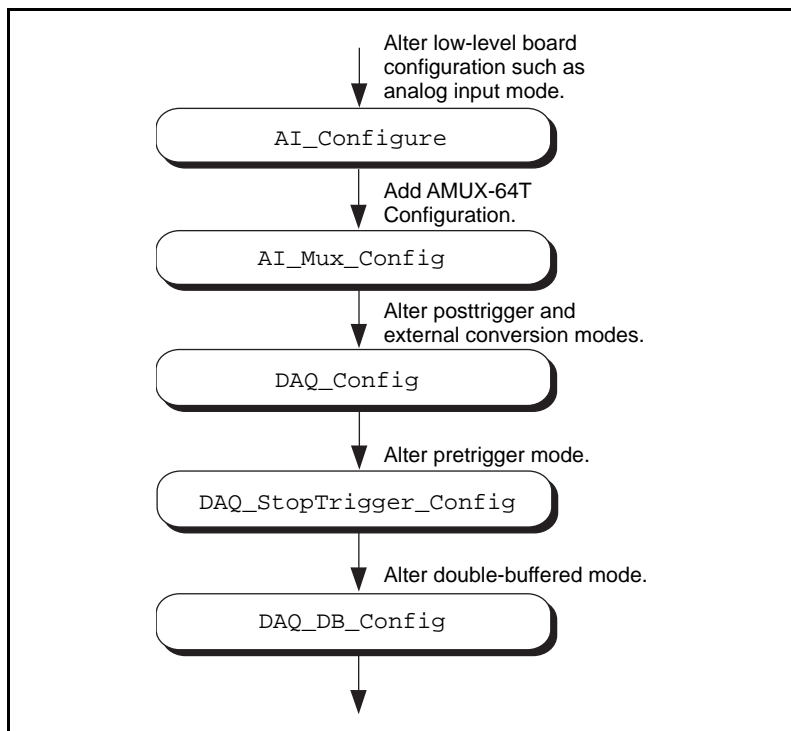 Alter low-level board
configuration such as
analog input mode.
AI_Configure
Add AMUX-64T
Configuration.
AI_Mux_Config
Alter posttrigger and
external conversion modes.
DAQ_Config
Alter pretrigger mode.
DAQ_StopTrigger_Config
Alter double-buffered mode.
DAQ_DB_Config